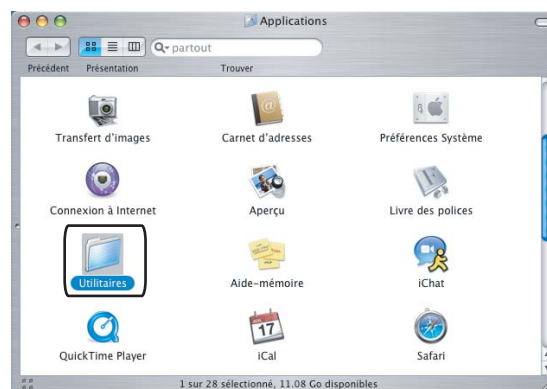 Applications
partout
Précédent Présentation Trouver
Transfert d'images Carnet d'adresses Préférences Système
Connexion à Internet Aperçu Livre des polices
Utilitaires Aide-mémoire iChat
17
QuickTime Player iCal Safari
1 sur 28 sélectionné, 11.08 Go disponibles